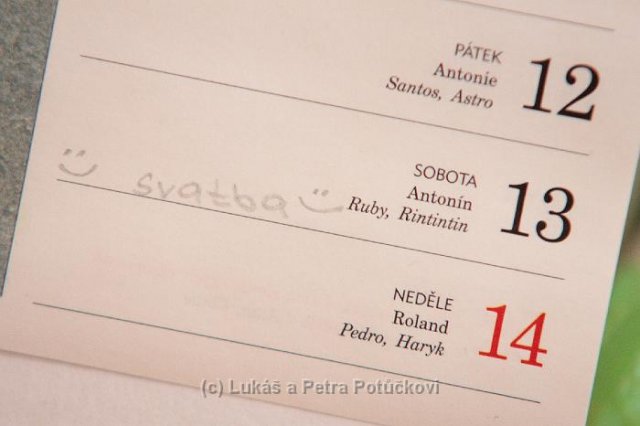 PÁTEK
Antonie
Santos, Astro
12
SOBOTA
Antonín
Ruby, Rintintin
13
svatba
NEDĚLE
Roland
Pedro, Haryk
14
(c) Lukáš a Petra Potůčkovi